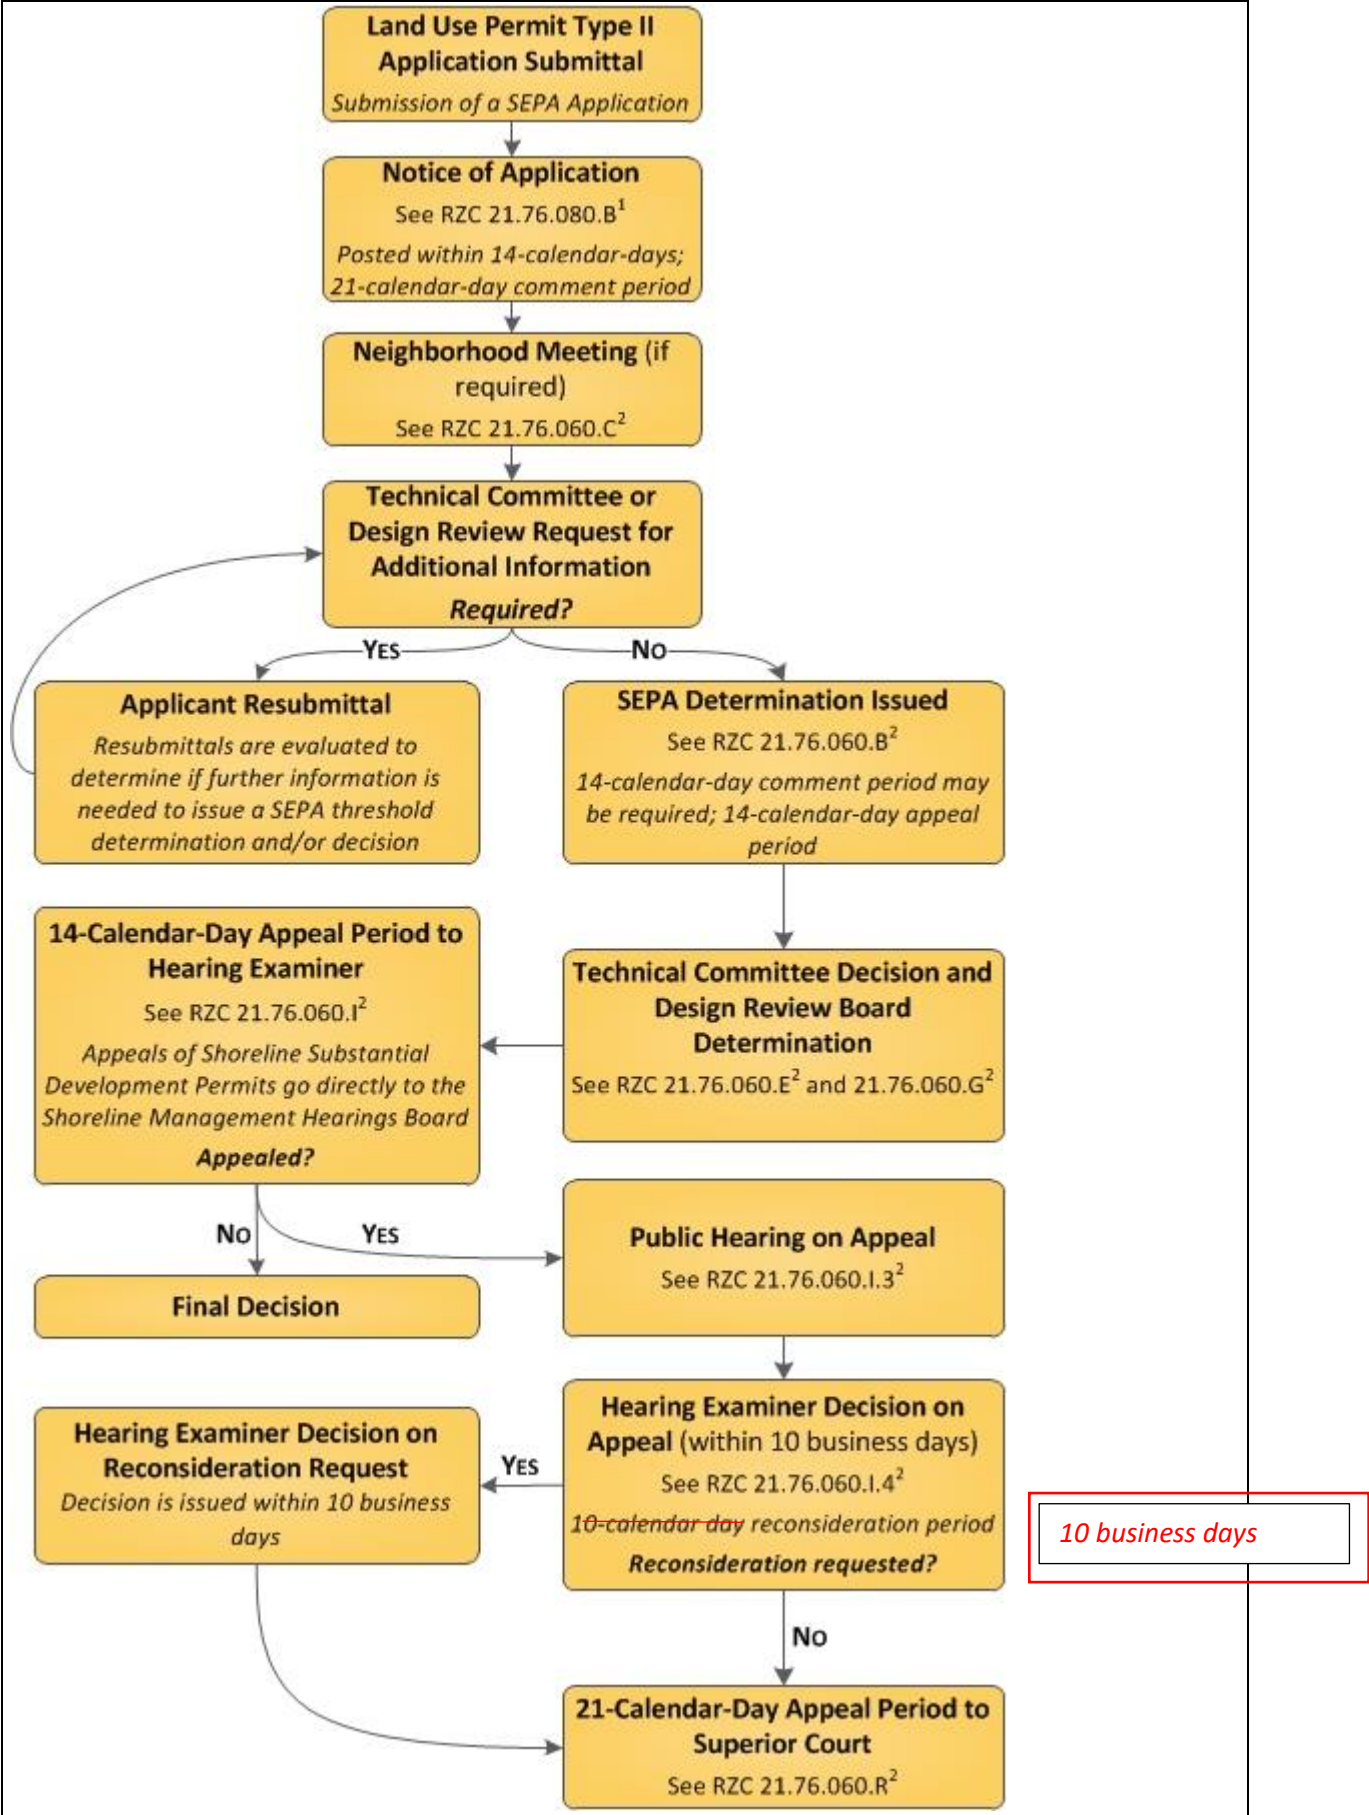 Land Use Permit Type II
Application Submittal
Submission of a SEPA Application
Notice of Application
See RZC 21.76.080.B1
Posted within 14-calendar-days;
21-calendar-day comment period
Neighborhood Meeting (if
required)
See RZC 21.76.060.C2
Technical Committee or
Design Review Request for
Additional Information
Required?
YES
NO
Applicant Resubmittal
Resubmittals are evaluated to
determine if further information is
needed to issue a SEPA threshold
determination and/or decision
SEPA Determination Issued
See RZC 21.76.060.B2
14-calendar-day comment period may
be required; 14-calendar-day appeal
period
14-Calendar-Day Appeal Period to
Hearing Examiner
See RZC 21.76.060.I2
Appeals of Shoreline Substantial
Development Permits go directly to the
Shoreline Management Hearings Board
Appealed?
Technical Committee Decision and
Design Review Board
Determination
See RZC 21.76.060.E2 and 21.76.060.G2
NO
YES
Final Decision
Public Hearing on Appeal
See RZC 21.76.060.I.32
Hearing Examiner Decision on
Appeal (within 10 business days)
See RZC 21.76.060.I.42
10-calendar day reconsideration period
Reconsideration requested?
10 business days
YES
Hearing Examiner Decision on
Reconsideration Request
Decision is issued within 10 business
days
NO
21-Calendar-Day Appeal Period to
Superior Court
See RZC 21.76.060.R2